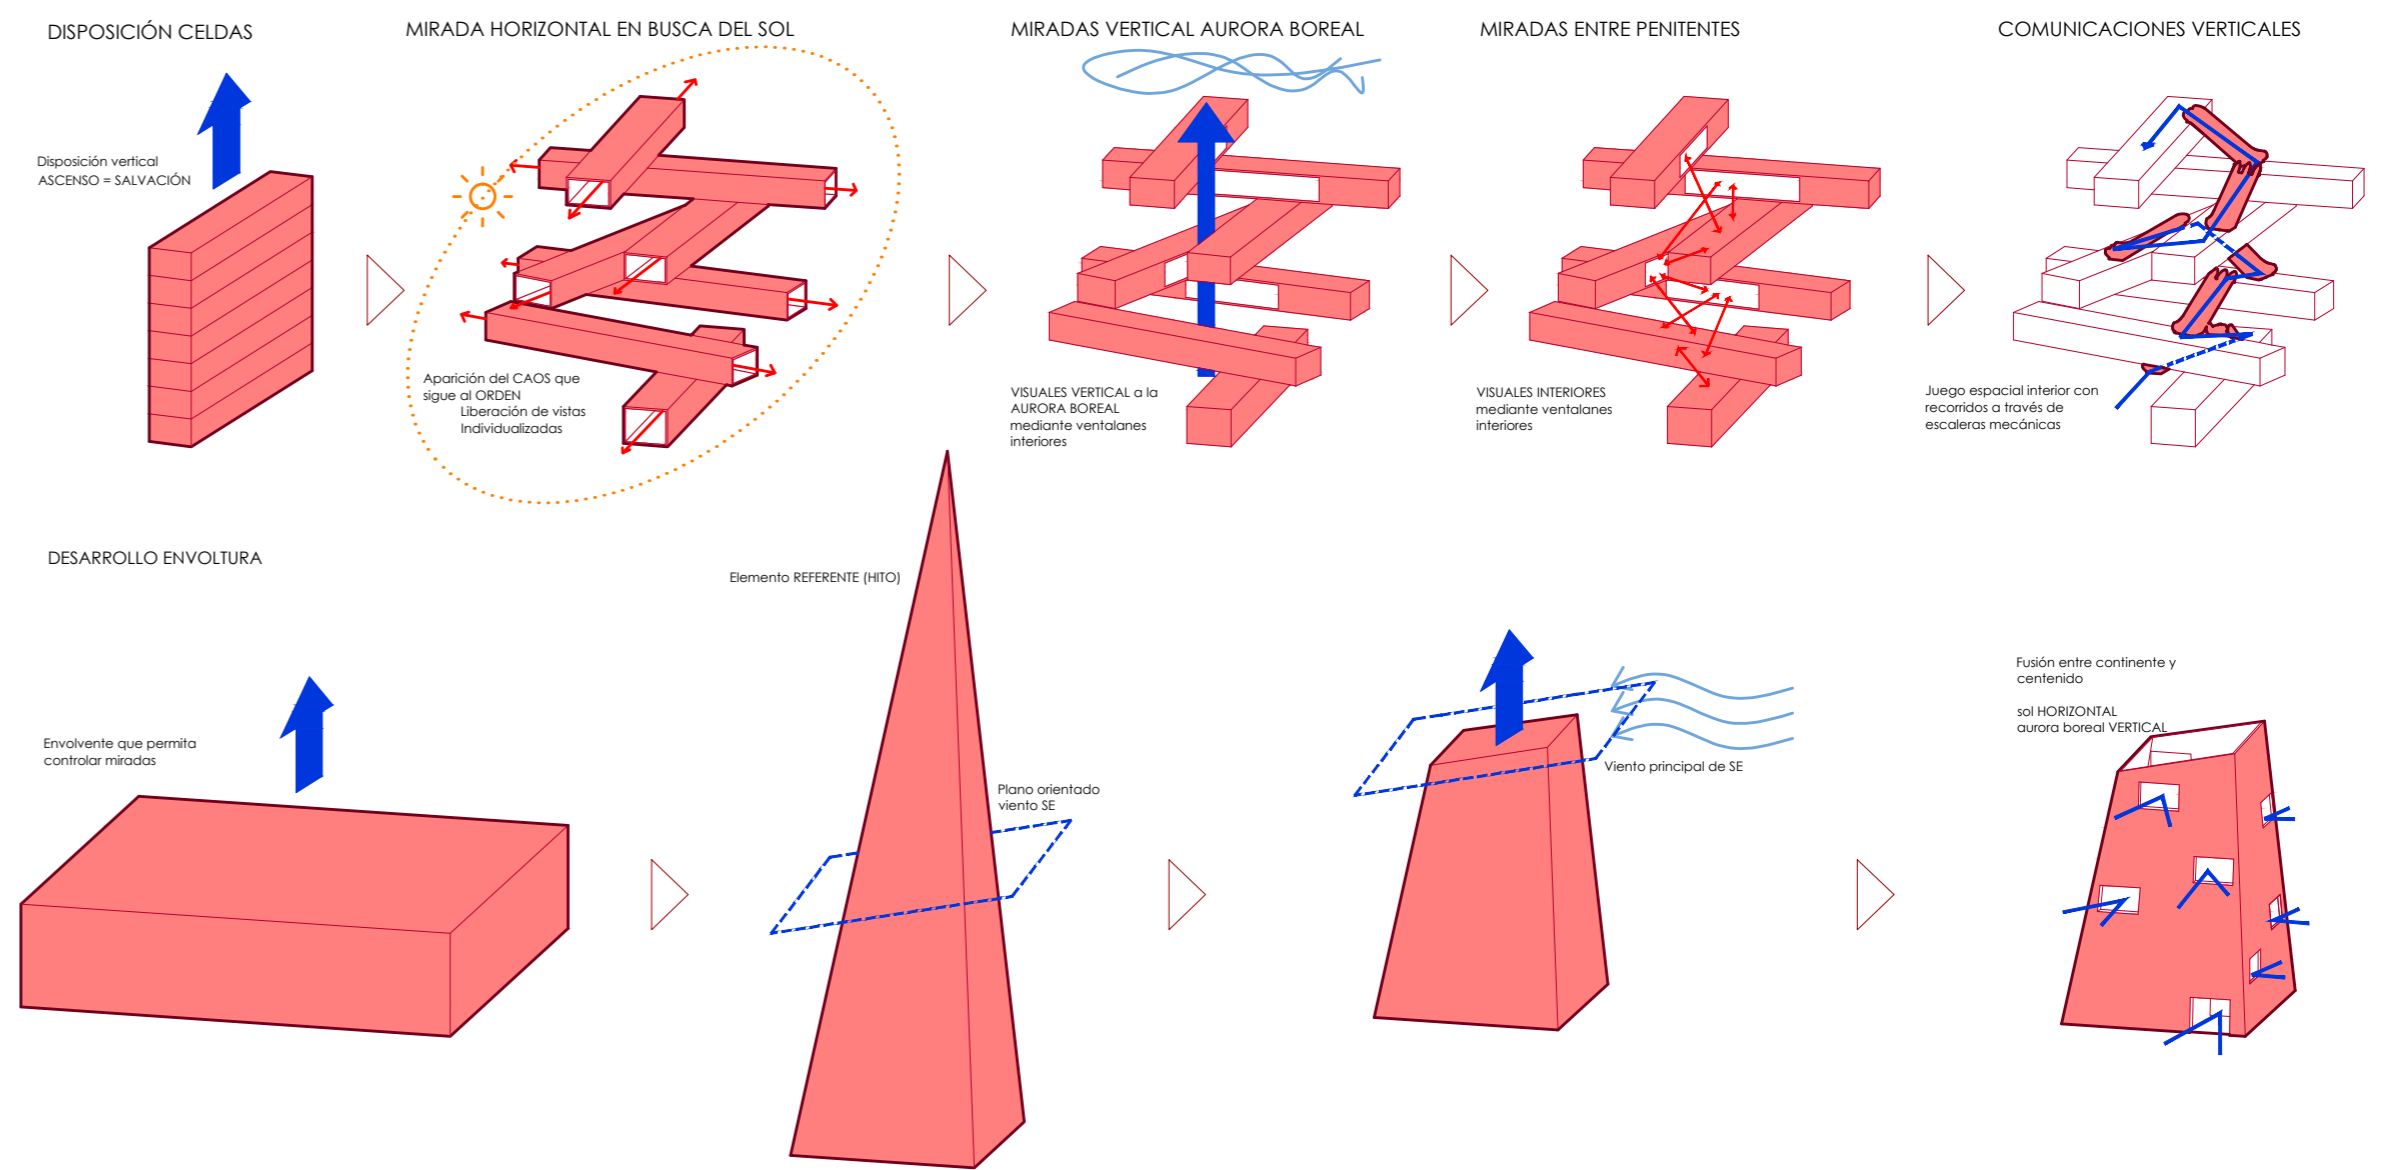 DISPOSICIÓN CELDAS
MIRADA HORIZONTAL EN BUSCA DEL SOL
MIRADAS VERTICAL AURORA BOREAL
MIRADAS ENTRE PENITENTES
COMUNICACIONES VERTICALES
Disposición vertical
ASCENSO = SALVACIÓN
Aparición del CAOS que
sigue al ORDEN
Liberación de vistas
Individualizadas
VISUALES VERTICAL a la
AURORA BOREAL
mediante ventalanes
interiores
VISUALES INTERIORES
mediante ventalanes
interiores
Juego espacial interior con
recorridos a través de
escaleras mecánicas
DESARROLLO ENVOLTURA
Envolvente que permita
controlar miradas
Elemento REFERENTE (HITO)
Plano orientado
viento SE
Viento principal de SE
Fusión entre continente y
centenido
sol HORIZONTAL
aurora boreal VERTICAL